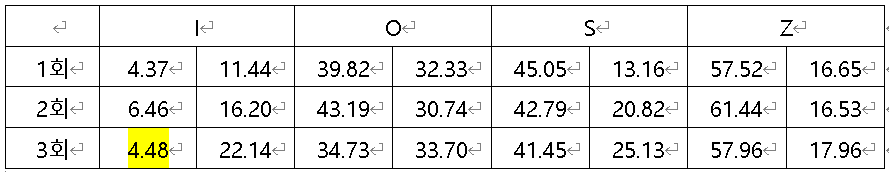 I O S Z
1회 4.37 11.44 39.82 32.33 45.05 13.16 57.52 16.65
2회 6.46 16.20 43.19 30.74 42.79 20.82 61.44 16.53
3회 4.48 22.14 34.73 33.70 41.45 25.13 57.96 17.96